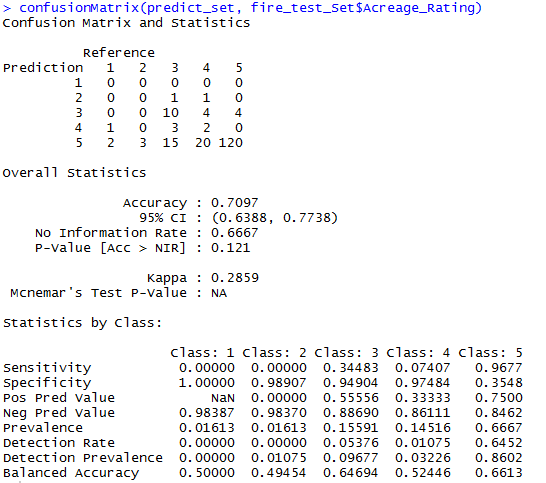 > confusionMatrix(predict_set, fire_test_Set$Acreage_Rating)
Confusion Matrix and Statistics
Reference
Prediction 1 2 3 4 5
1 0 0 0 0 0
2 0 0 1 1 0
3 0 0 10 4 4
4 1 0 3 2 0
5 2 3 15 20 120
Overall Statistics
Accuracy : 0.7097
95% CI : (0.6388, 0.7738)
No Information Rate : 0.6667
P-Value [Acc > NIR] : 0.121
Kappa : 0.2859
Mcnemar's Test P-Value : NA
Statistics by Class:
Class: 1 Class: 2 Class: 3 Class: 4 Class: 5
Sensitivity 0.00000 0.00000 0.34483 0.07407 0.9677
Specificity 1.00000 0.98907 0.94904 0.97484 0.3548
Pos Pred Value NaN 0.00000 0.55556 0.33333 0.7500
Neg Pred Value 0.98387 0.98370 0.88690 0.86111 0.8462
Prevalence 0.01613 0.01613 0.15591 0.14516 0.6667
Detection Rate 0.00000 0.00000 0.05376 0.01075 0.6452
Detection Prevalence 0.00000 0.01075 0.09677 0.03226 0.8602
Balanced Accuracy 0.50000 0.49454 0.64694 0.52446 0.6613